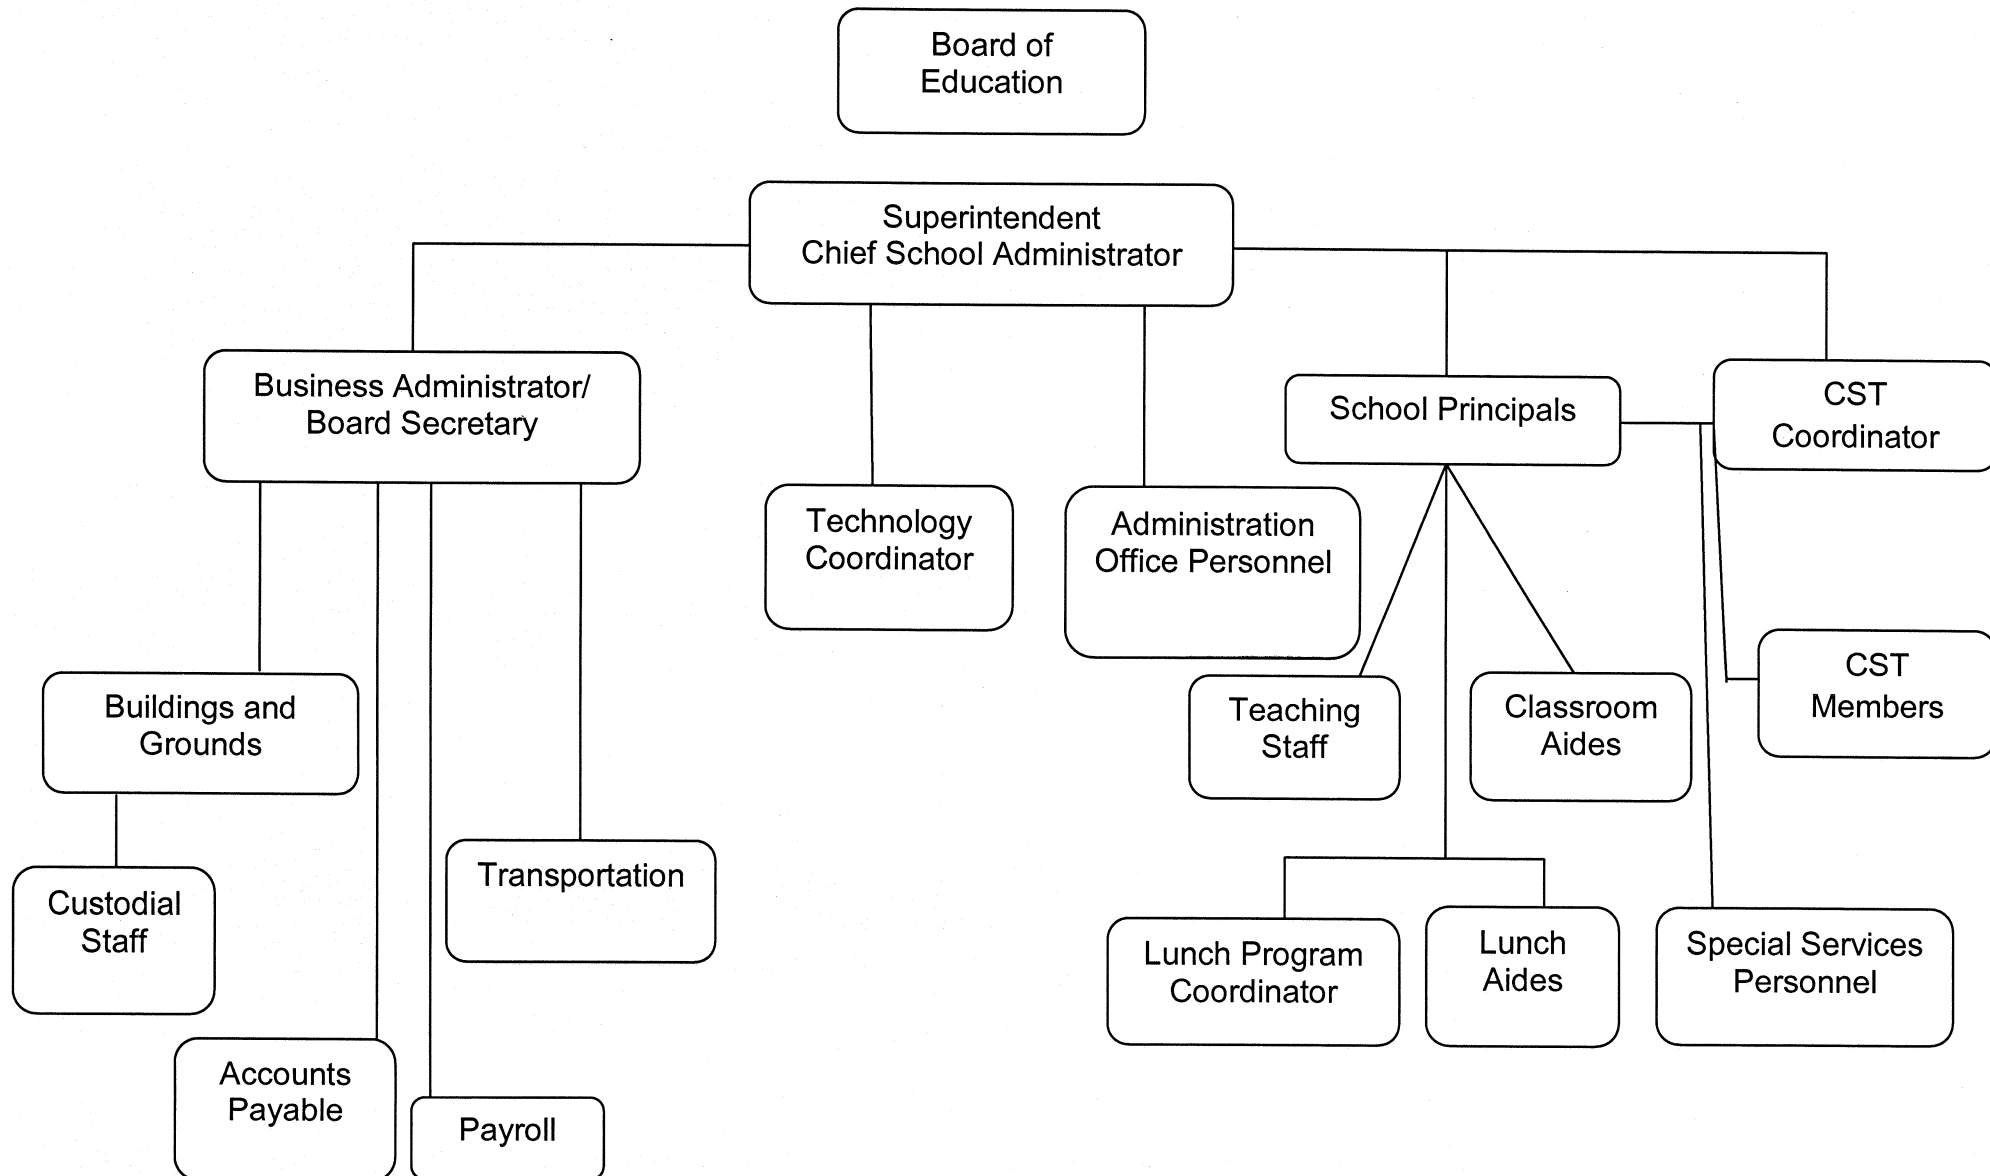 Board of
Education
Superintendent
Chief School Administrator
Business Administrator/
Board Secretary
School Principals
CST
Coordinator
Technology
Coordinator
Administration
Office Personnel
Buildings and
Grounds
Teaching
Staff
Classroom
Aides
CST
Members
Custodial
Staff
Transportation
Lunch Program
Coordinator
Lunch
Aides
Special Services
Personnel
Accounts
Payable
Payroll